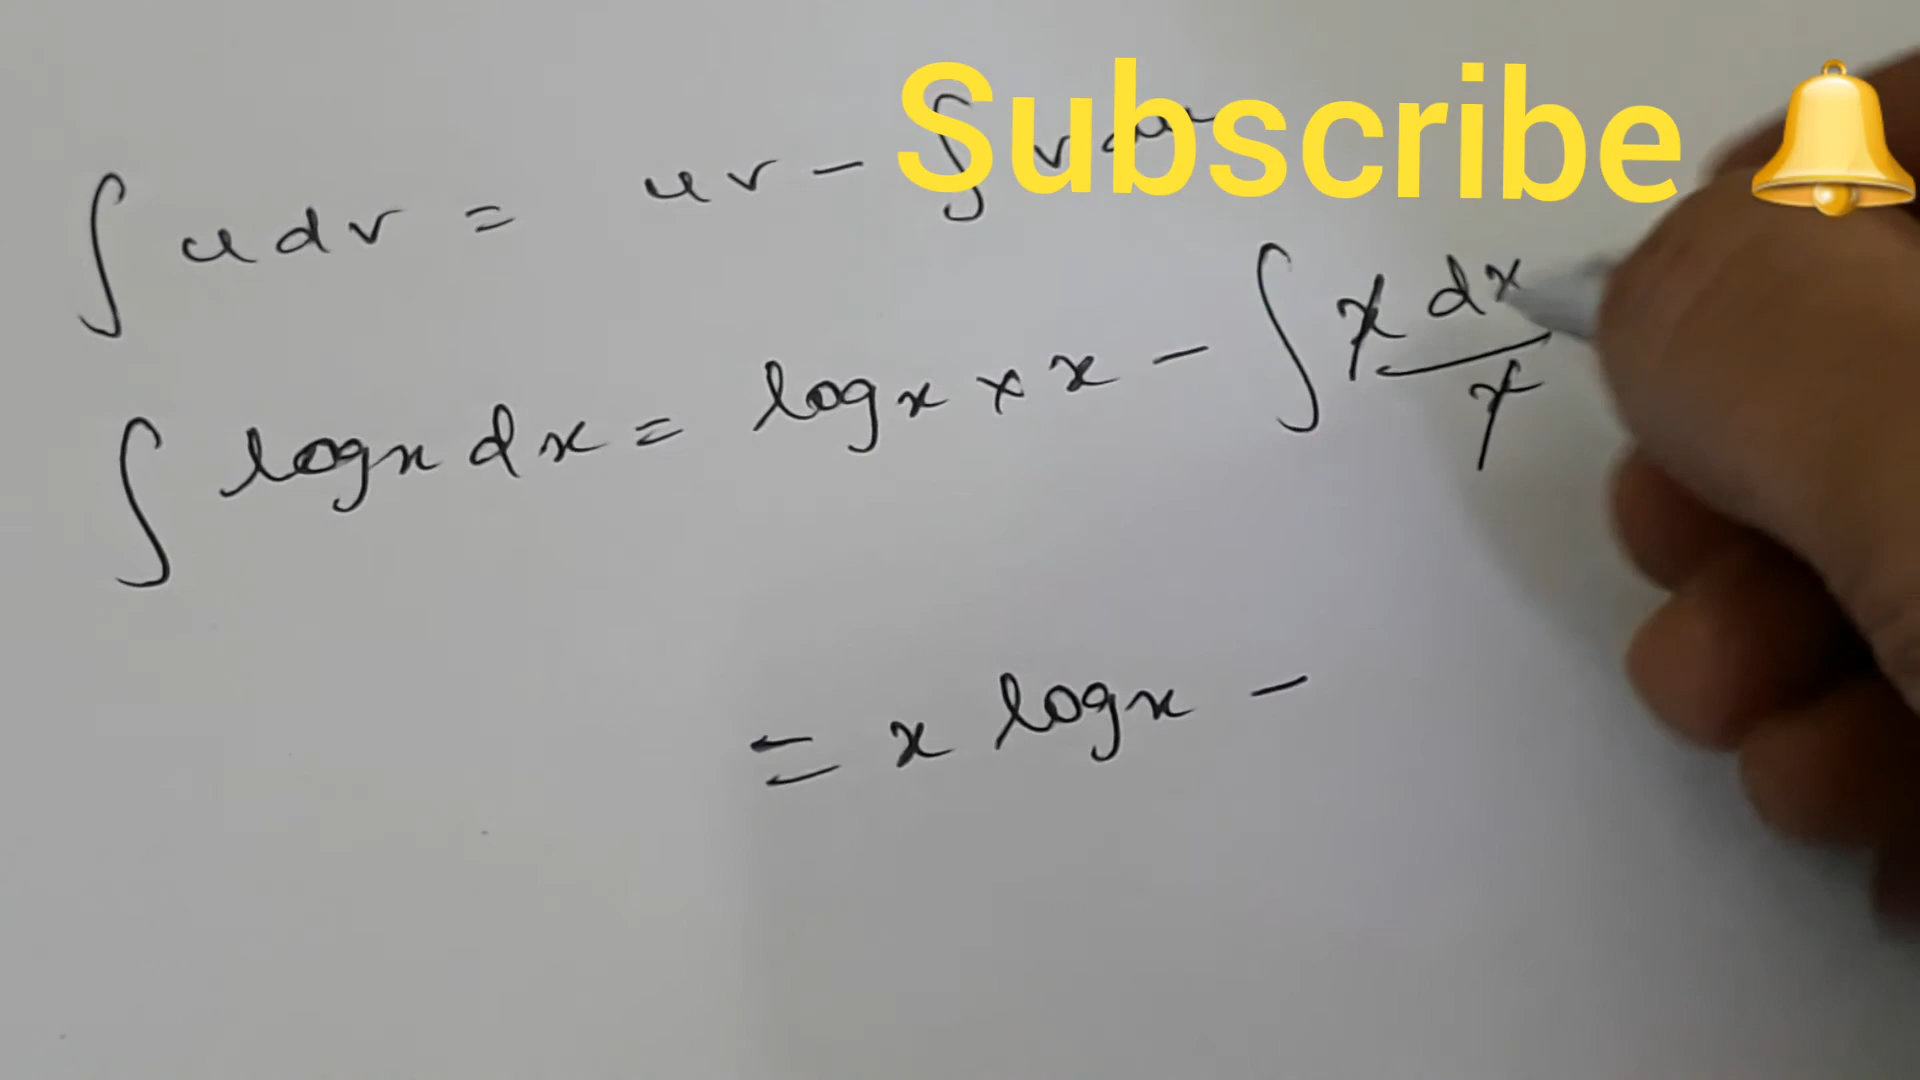 Subscribe 🔔
∫ u dv = uv − ∫ v du
∫ log x dx = log x × x − ∫ x dx / x
= x log x −